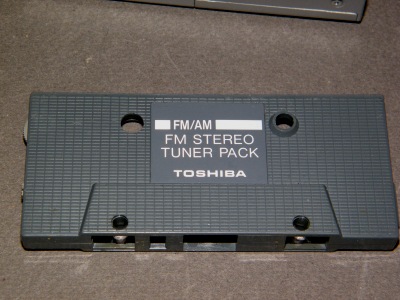 FM/AM
FM STEREO
TUNER PACK
TOSHIBA